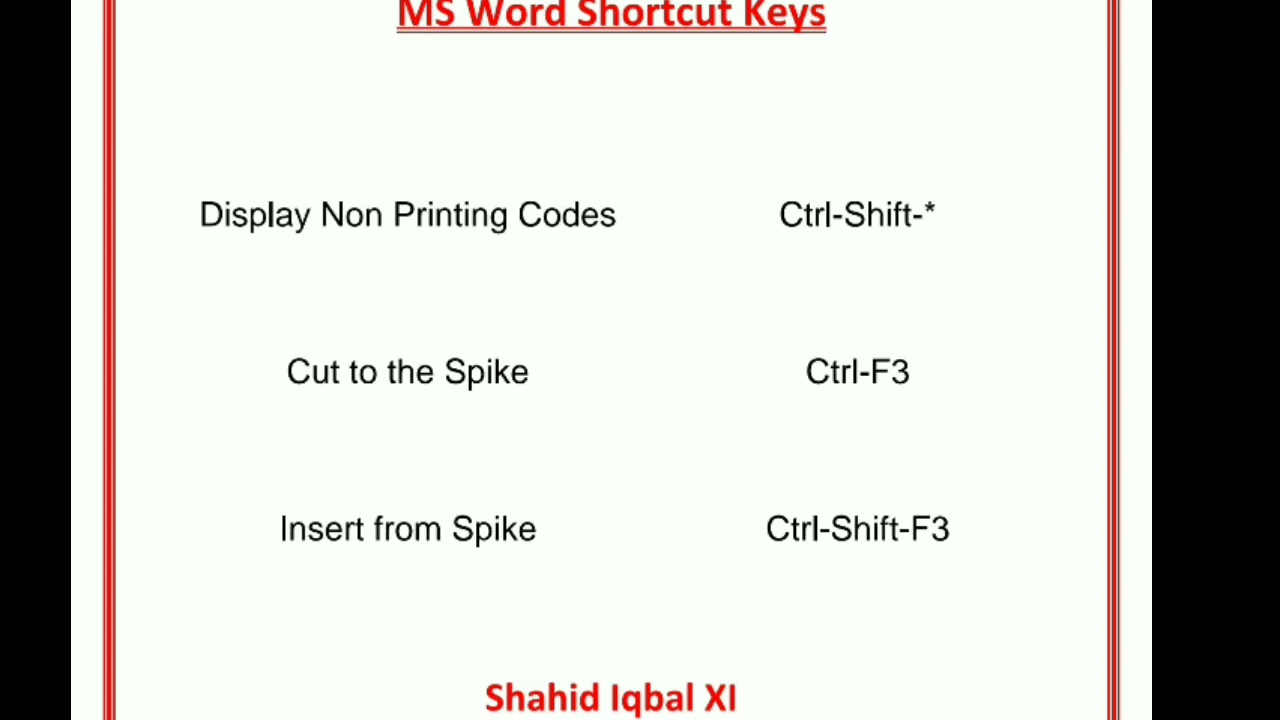 MS Word Shortcut Keys
Display Non Printing Codes Ctrl-Shift-*
Cut to the Spike Ctrl-F3
Insert from Spike Ctrl-Shift-F3
Shahid Iqbal XI